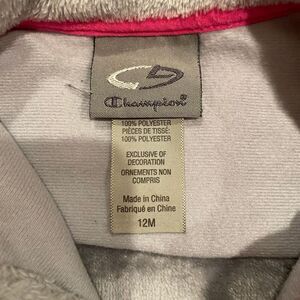 Champion
100% POLYESTER
PIÈCES DE TISSÉ:
100% POLYESTER
EXCLUSIVE OF
DECORATION
ORNEMENTS NON
COMPRIS
Made in China
Fabriqué en Chine
12M